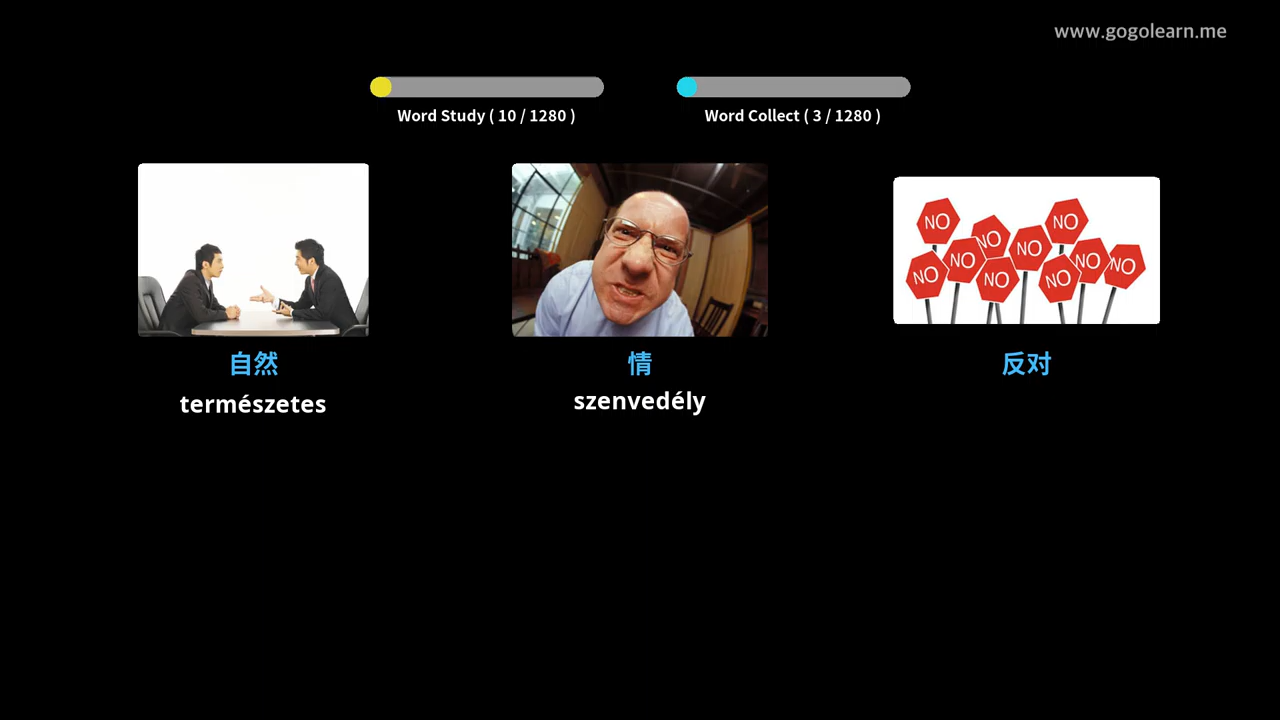 www.gogolearn.me
Word Study ( 10 / 1280 )
Word Collect ( 3 / 1280 )
NO
NO
NO
NO
NO
NO
NO
NO
NO
NO
自然
情
反对
természetes
szenvedély